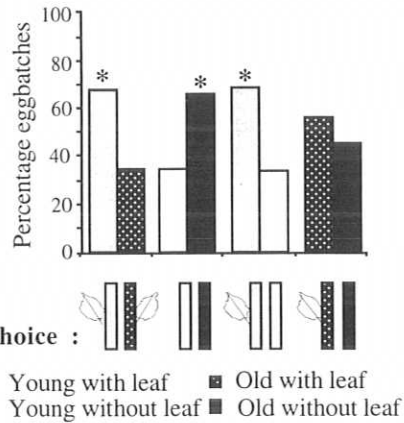 100
80
60
40
20
0
Percentage eggbatches
* * *
hoice :
Young with leaf Old with leaf
Young without leaf Old without leaf